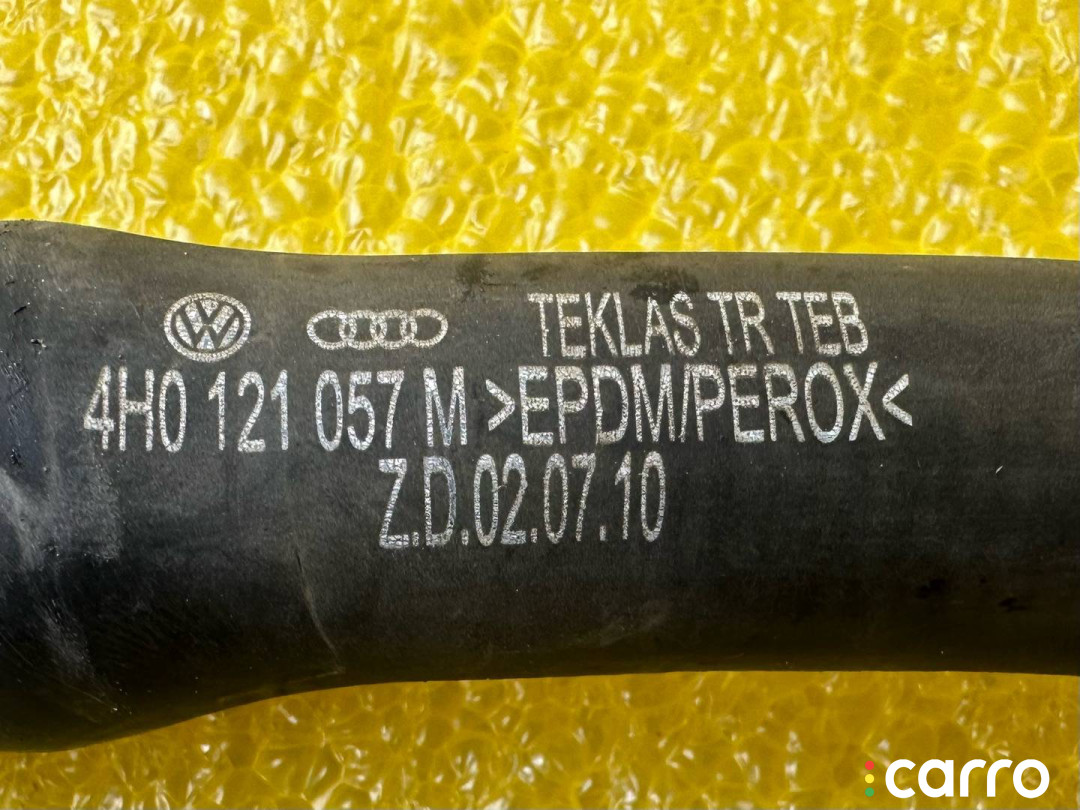 TEKLAS TR TEB
4H0 121 057 M >EPDM/PEROX<
Z.D.02.07.10
carro